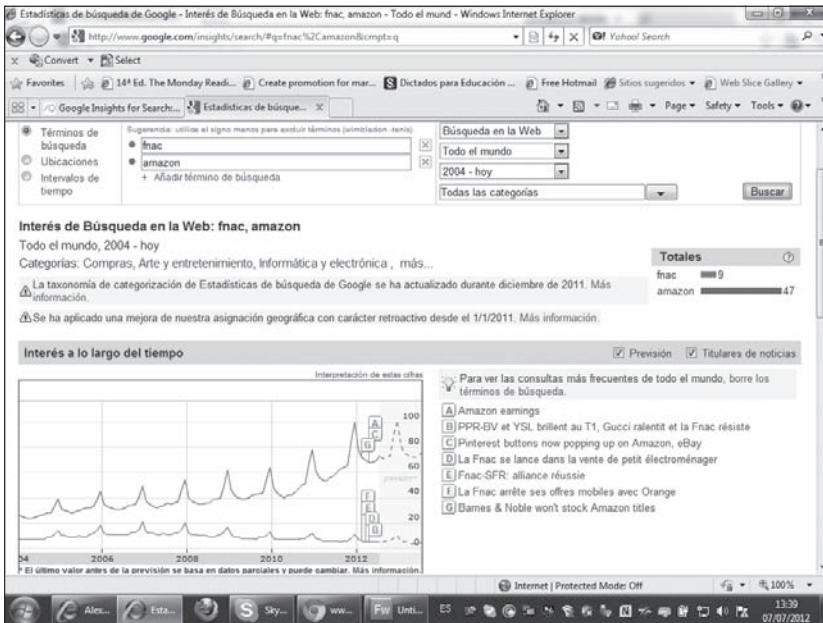 Estadísticas de búsqueda de Google - Interés de Búsqueda en la Web: fnac, amazon - Todo el mund - Windows Internet Explorer
http://www.google.com/insights/search/#q=fnac%2Camazon&cmpt=q
Yahoo! Search
x Convert Select
Favorites 14ª Ed. The Monday Readi... Create promotion for mar... Dictados para Educación ... Free Hotmail Sitios sugeridos Web Slice Gallery
Google Insights for Search:... Estadísticas de búsque... X Page Safety Tools
Términos de búsqueda
Ubicaciones
Intervalos de tiempo
Sugerencia: utilice el signo menos para excluir términos (wimbledon -tenis).
fnac
amazon
+ Añadir término de búsqueda
Búsqueda en la Web
Todo el mundo
2004 - hoy
Todas las categorías
Buscar
Interés de Búsqueda en la Web: fnac, amazon
Todo el mundo, 2004 - hoy
Categorías: Compras, Arte y entretenimiento, Informática y electrónica , más...
La taxonomía de categorización de Estadísticas de búsqueda de Google se ha actualizado durante diciembre de 2011. Más
información.
Se ha aplicado una mejora de nuestra asignación geográfica con carácter retroactivo desde el 1/1/2011. Más información.
Totales
fnac 9
amazon 47
Interés a lo largo del tiempo
Previsión Titulares de noticias
Interpretación de estas cifras
100
80
60
40
20
0
A
C
G
F
E
D
B
04 2006 2008 2010 2012
* El último valor antes de la previsión se basa en datos parciales y puede cambiar. Más información.
Para ver las consultas más frecuentes de todo el mundo, borre los
términos de búsqueda.
A Amazon earnings
B PPR-BV et YSL brillent au T1, Gucci ralentit et la Fnac résiste
C Pinterest buttons now popping up on Amazon, eBay
D La Fnac se lance dans la vente de petit électroménager
E Fnac-SFR: alliance réussie
F La Fnac arrête ses offres mobiles avec Orange
G Barnes & Noble won't stock Amazon titles
Internet | Protected Mode: Off 100%
Alex... Esta... Sky... ww... Fw Unti... ES 13:39
07/07/2012